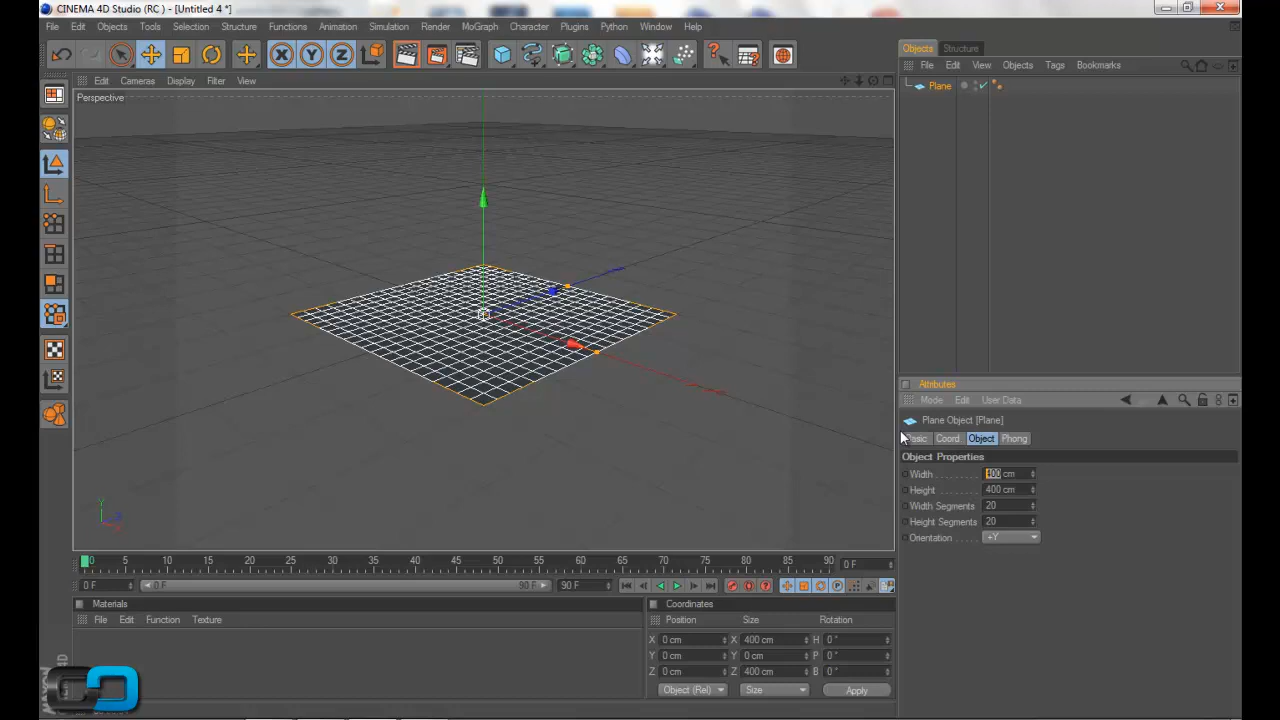 CINEMA 4D Studio (RC ) - [Untitled 4 *]
File Edit Objects Tools Selection Structure Functions Animation Simulation Render MoGraph Character Plugins Python Window Help
Edit Cameras Display Filter View
Perspective
Y
Objects Structure
File Edit View Objects Tags Bookmarks
Plane
Attributes
Mode Edit User Data
Plane Object [Plane]
Basic Coord Object Phong
Object Properties
Width 400 cm
Height 400 cm
Width Segments 20
Height Segments 20
Orientation +Y
0 5 10 15 20 25 30 35 40 45 50 55 60 65 70 75 80 85 90 0 F
0 F 0 F 90 F 90 F
Materials
File Edit Function Texture
Coordinates
Position Size Rotation
X 0 cm X 400 cm H 0 °
Y 0 cm Y 0 cm P 0 °
Z 0 cm Z 400 cm B 0 °
Object (Rel) Size Apply